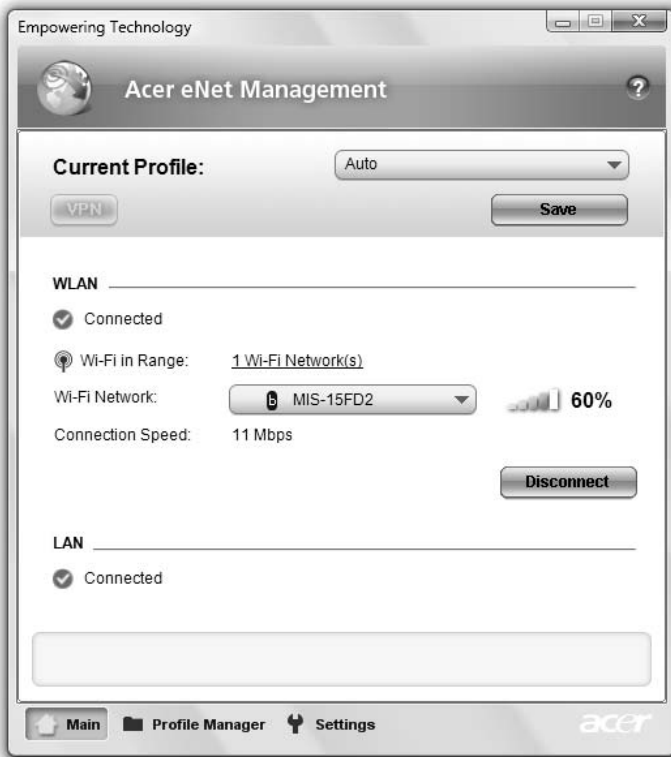 Empowering Technology
Acer eNet Management
?
Current Profile:
Auto
VPN
Save
WLAN
Connected
Wi-Fi in Range: 1 Wi-Fi Network(s)
Wi-Fi Network: b MIS-15FD2 60%
Connection Speed: 11 Mbps
Disconnect
LAN
Connected
Main Profile Manager Settings acer